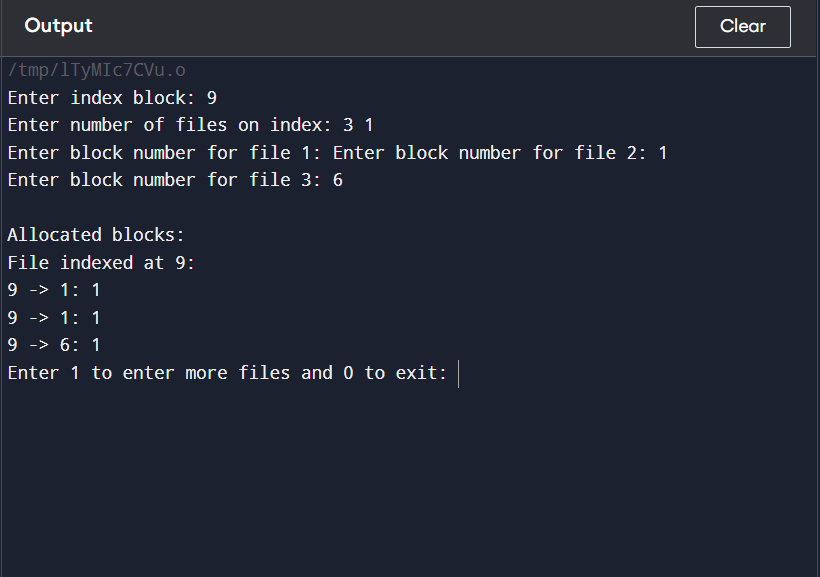 Output
Clear
/tmp/lTyMIc7CVu.o
Enter index block: 9
Enter number of files on index: 3 1
Enter block number for file 1: Enter block number for file 2: 1
Enter block number for file 3: 6
Allocated blocks:
File indexed at 9:
9 -> 1: 1
9 -> 1: 1
9 -> 6: 1
Enter 1 to enter more files and 0 to exit: